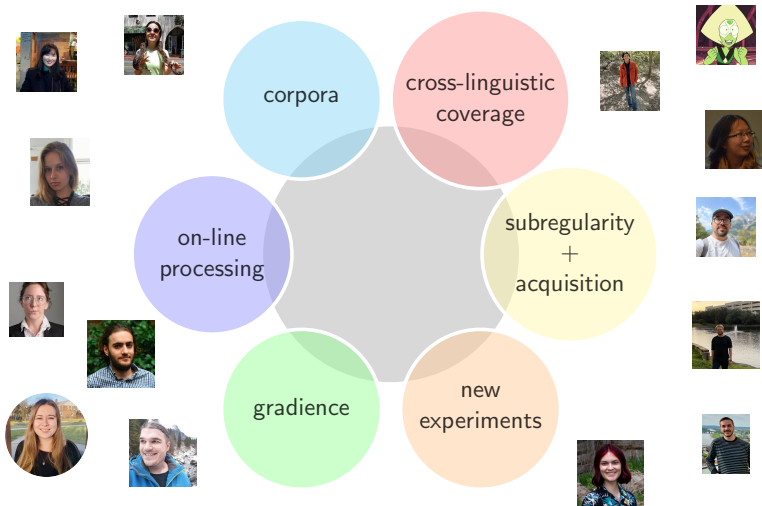 corpora
cross-linguistic
coverage
on-line
processing
subregularity
+
acquisition
gradience
new
experiments